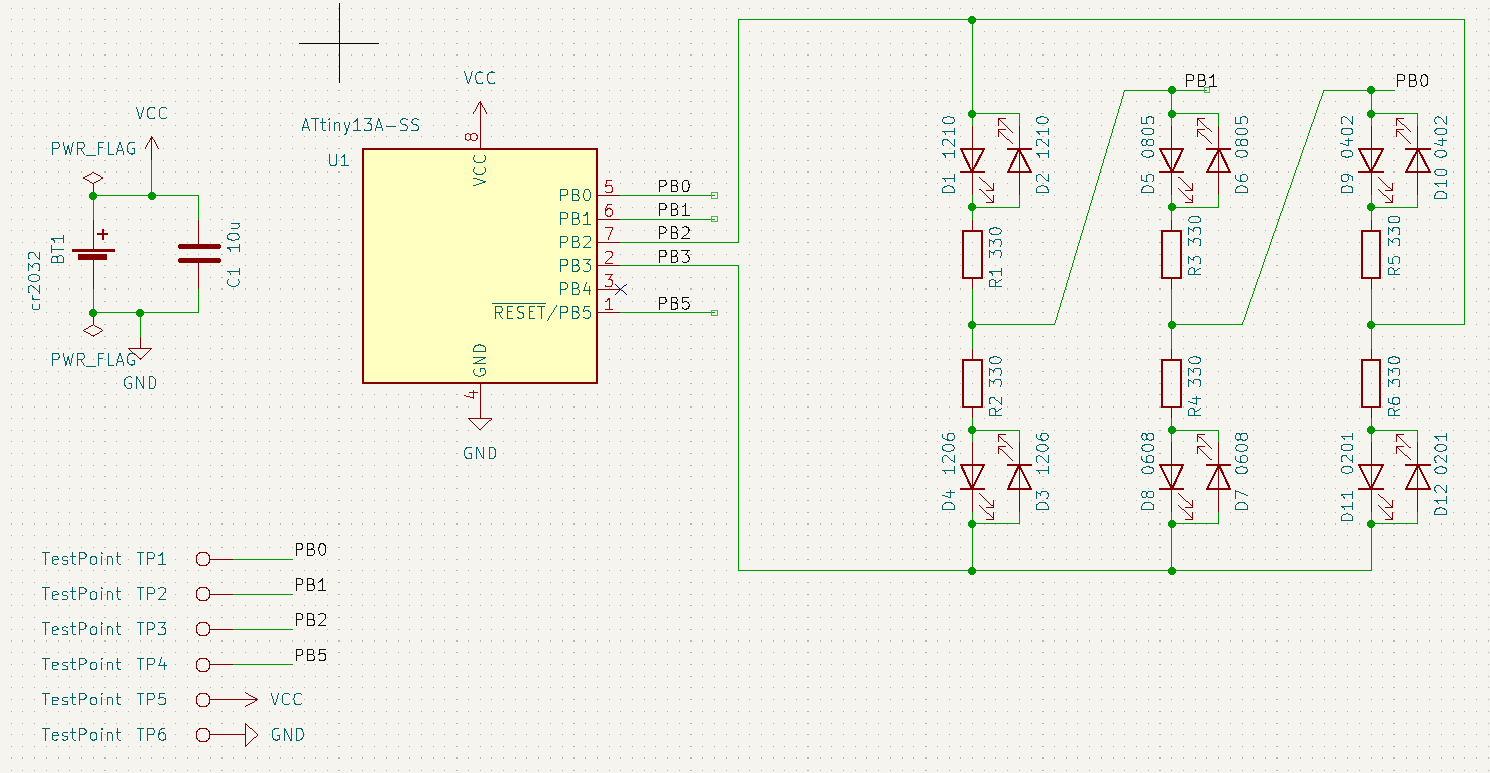 VCC
PWR_FLAG
BT1
cr2032
+
C1 10u
PWR_FLAG
GND
VCC
ATtiny13A-SS
U1
8
VCC
PB0 5 PB0
PB1 6 PB1
PB2 7 PB2
PB3 2 PB3
PB4 3
RESET/PB5 1 PB5
GND
4
GND
PB1
PB0
D1 1210
D2 1210
D5 0805
D6 0805
D9 0402
D10 0402
R1 330
R3 330
R5 330
R2 330
R4 330
R6 330
D4 1206
D3 1206
D8 0608
D7 0608
D11 0201
D12 0201
TestPoint TP1 PB0
TestPoint TP2 PB1
TestPoint TP3 PB2
TestPoint TP4 PB5
TestPoint TP5 VCC
TestPoint TP6 GND